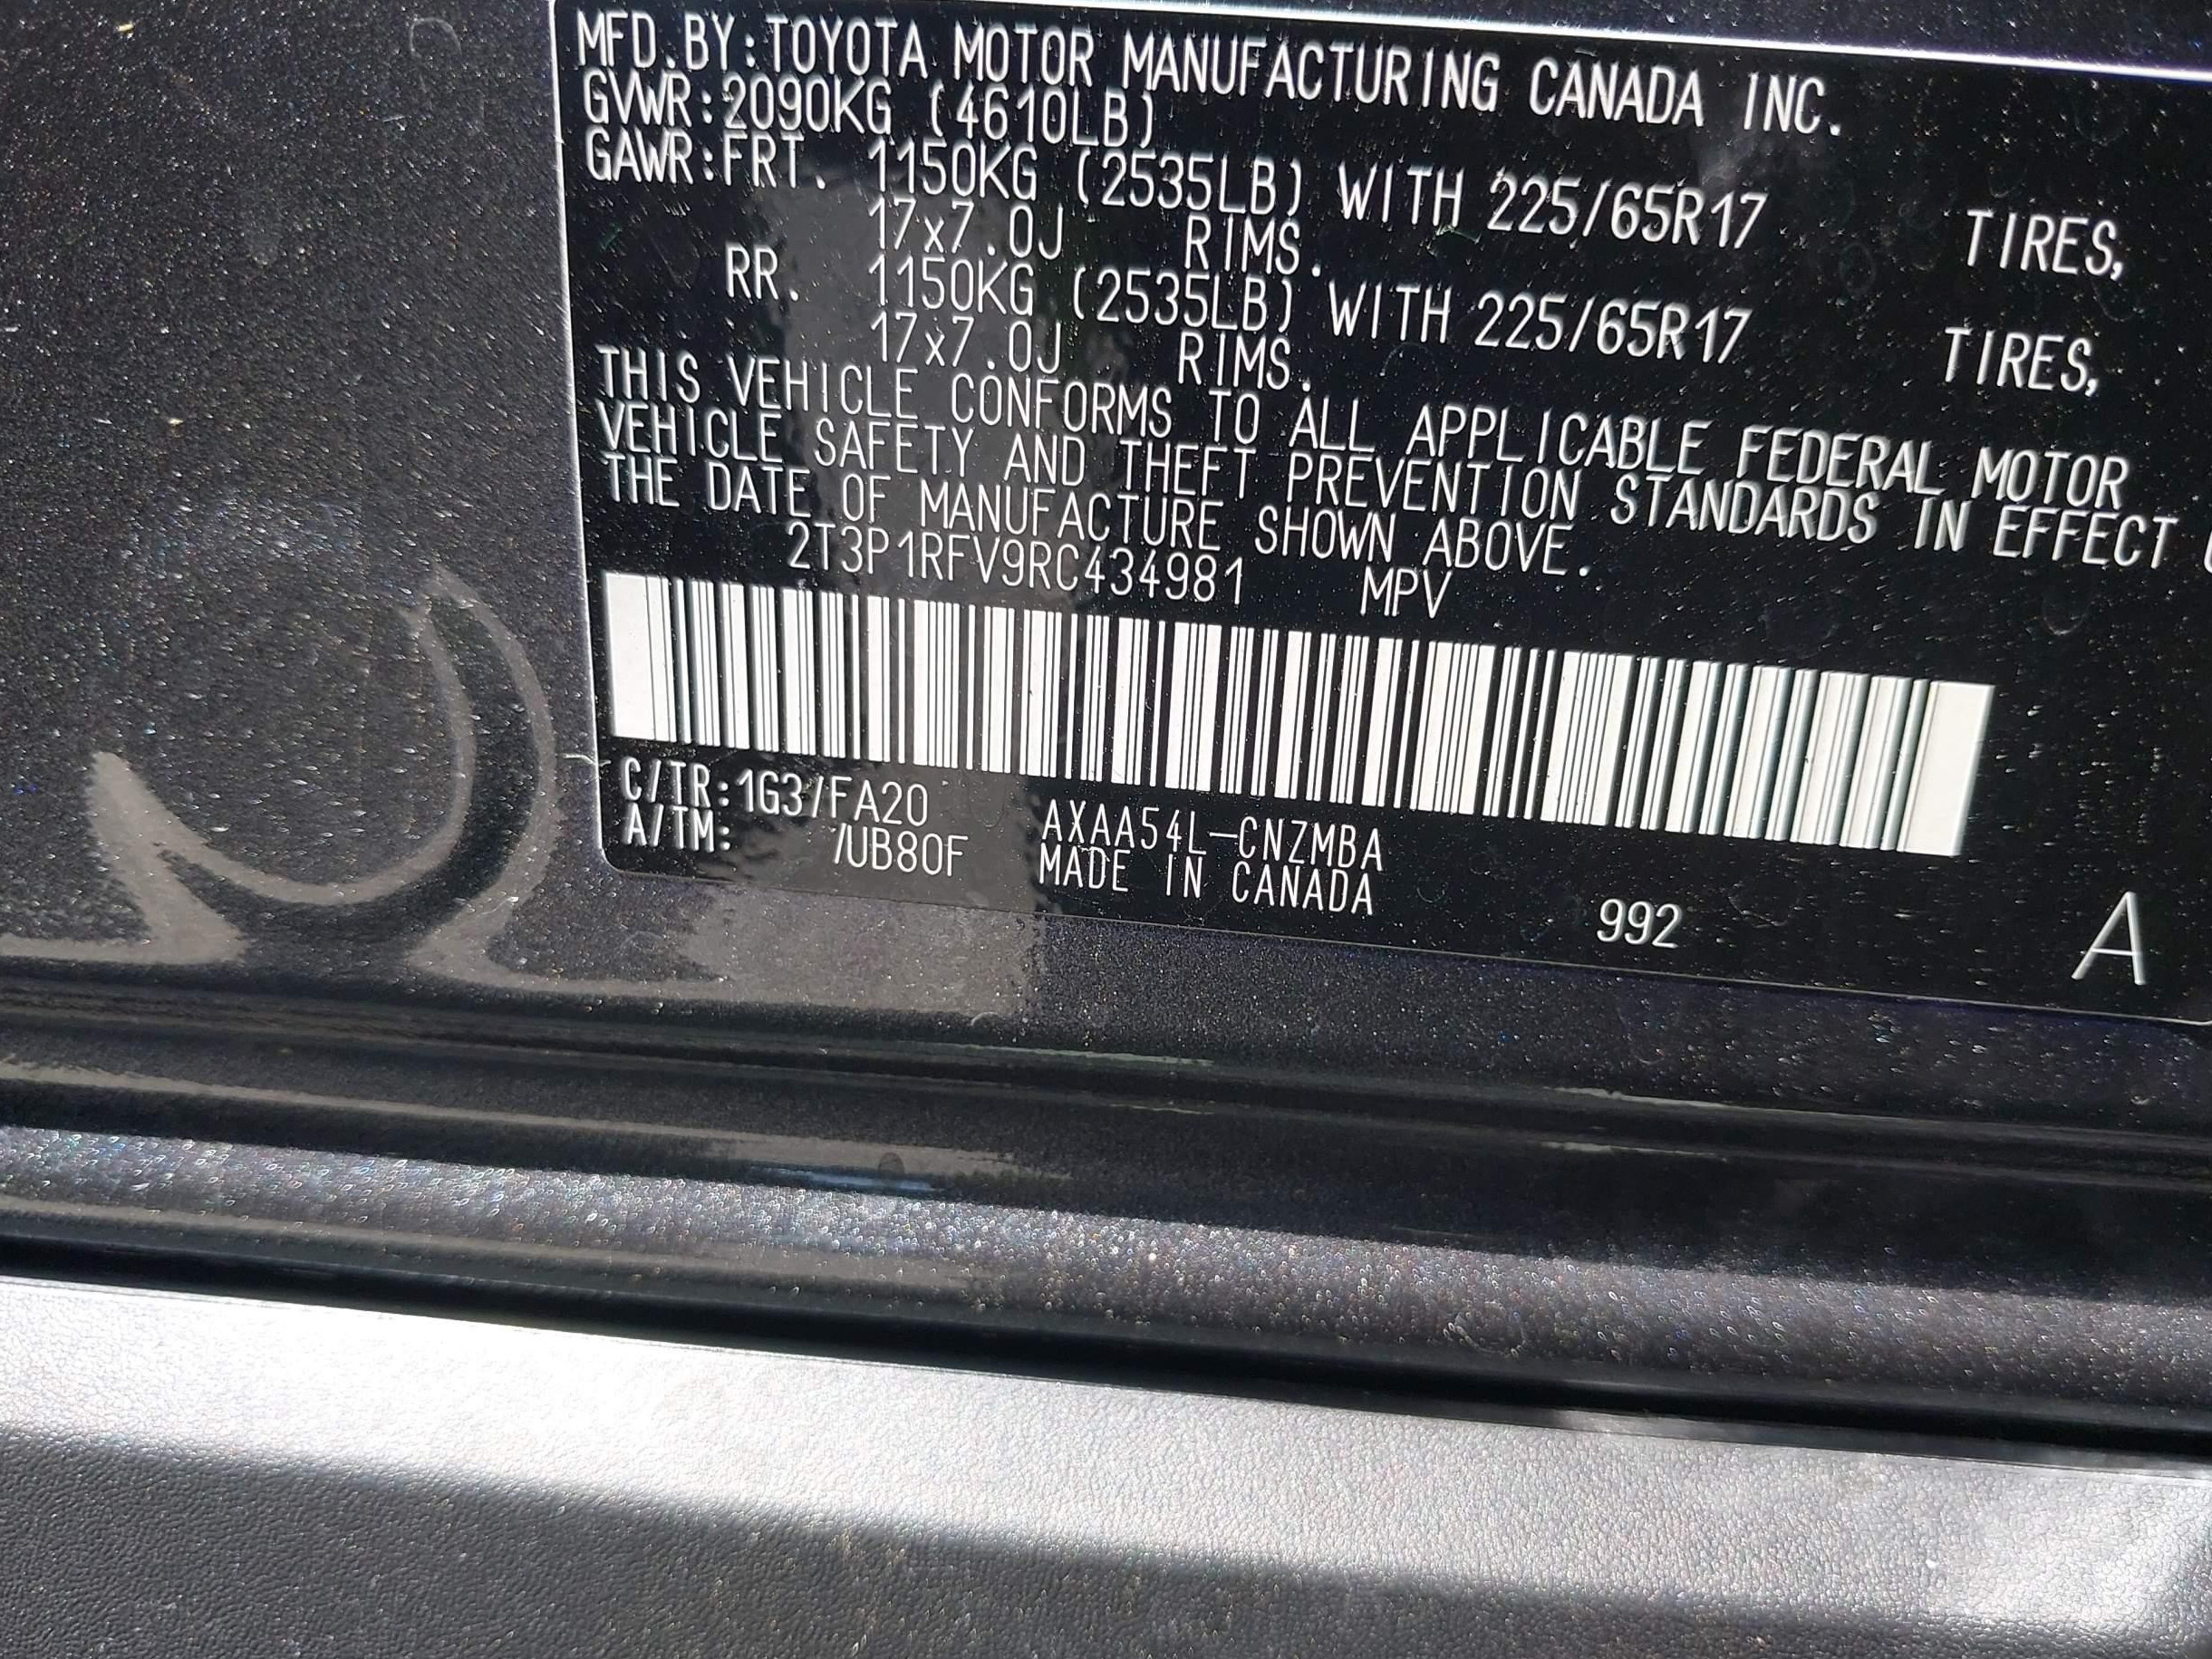 MFD.BY:TOYOTA MOTOR MANUFACTURING CANADA INC.
GVWR:2090KG (4610LB)
GAWR:FRT. 1150KG (2535LB) WITH 225/65R17 TIRES,
17x7.0J RIMS.
RR. 1150KG (2535LB) WITH 225/65R17 TIRES,
17x7.0J RIMS.
THIS VEHICLE CONFORMS TO ALL APPLICABLE FEDERAL MOTOR
VEHICLE SAFETY AND THEFT PREVENTION STANDARDS IN EFFECT
THE DATE OF MANUFACTURE SHOWN ABOVE.
2T3P1RFV9RC434981 MPV
C/TR:1G3/FA20 AXAA54L-CNZMBA
A/TM: /UB80F MADE IN CANADA
992
A